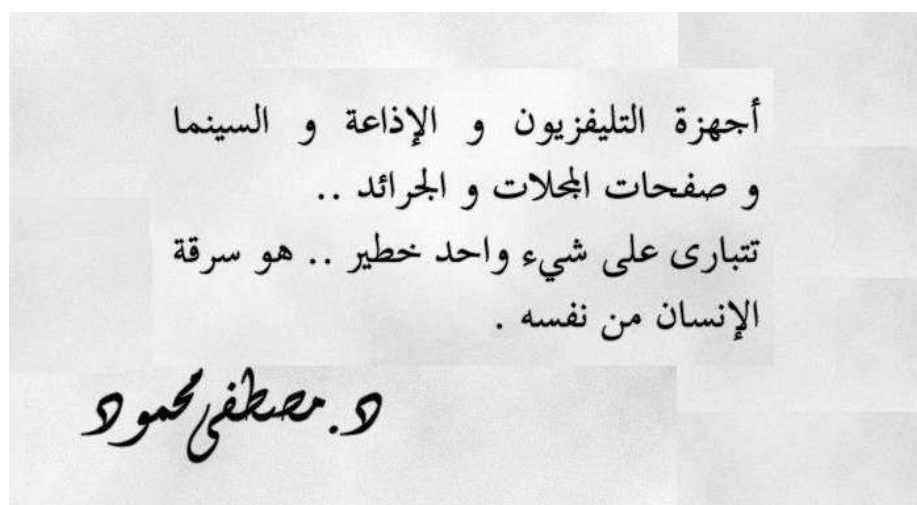 أجهزة التليفزيون و الإذاعة و السينما
و صفحات المجلات و الجرائد ..
تتبارى على شيء واحد خطير .. هو سرقة
الإنسان من نفسه .
د. مصطفى محمود